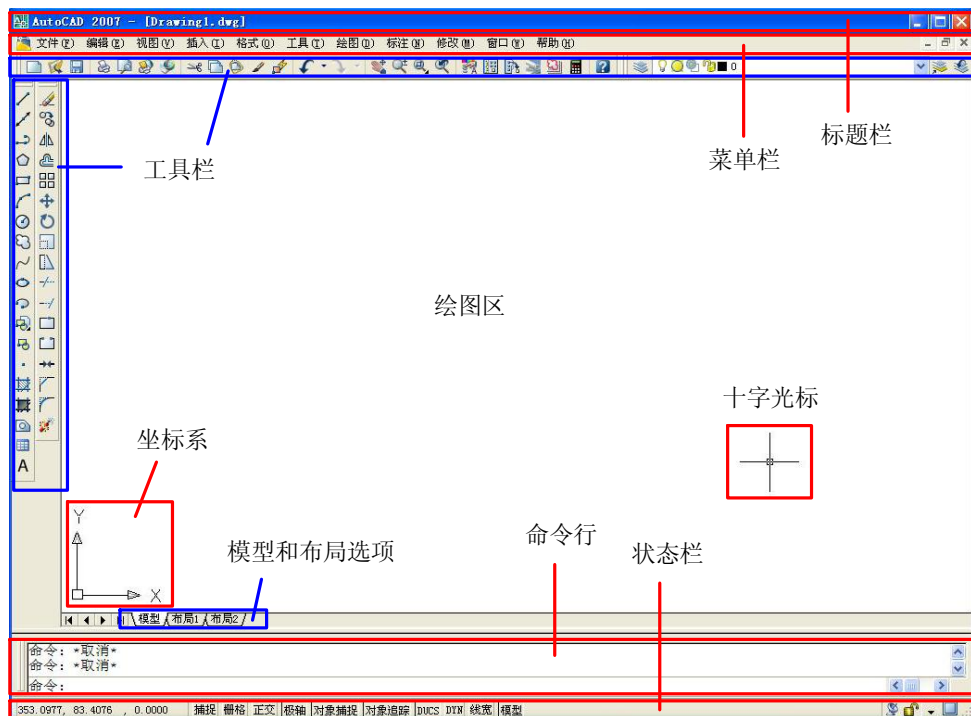 AutoCAD 2007 - [Drawing1.dwg]
文件(F) 编辑(E) 视图(V) 插入(I) 格式(O) 工具(T) 绘图(D) 标注(N) 修改(M) 窗口(W) 帮助(H)
0
标题栏
菜单栏
工具栏
绘图区
十字光标
坐标系
A
Y
X
命令行
状态栏
模型和布局选项
模型 布局1 布局2
命令: *取消*
命令: *取消*
命令:
353.0977, 83.4076 , 0.0000 捕捉 栅格 正交 极轴 对象捕捉 对象追踪 DUCS DYN 线宽 模型